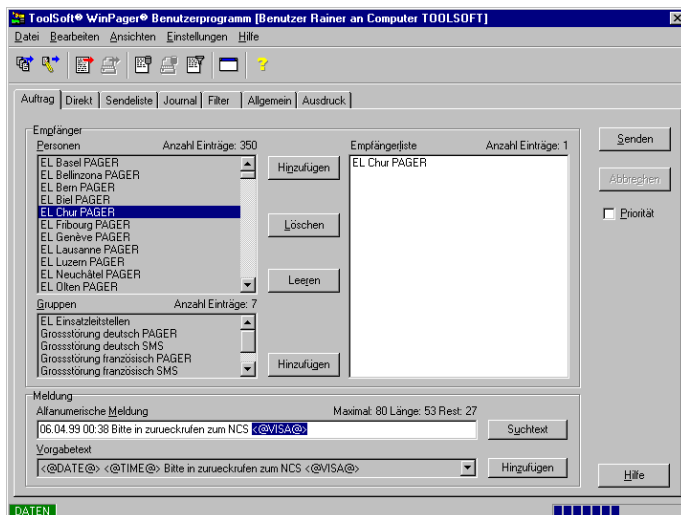 ToolSoft® WinPager® Benutzerprogramm [Benutzer Rainer an Computer TOOLSOFT]
Datei Bearbeiten Ansichten Einstellungen Hilfe
Auftrag Direkt Sendeliste Journal Filter Allgemein Ausdruck
Empfänger
Personen Anzahl Einträge: 350
EL Basel PAGER
EL Bellinzona PAGER
EL Bern PAGER
EL Biel PAGER
EL Chur PAGER
EL Fribourg PAGER
EL Genève PAGER
EL Lausanne PAGER
EL Luzern PAGER
EL Neuchâtel PAGER
EL Olten PAGER
Hinzufügen
Löschen
Leeren
Empfängerliste Anzahl Einträge: 1
EL Chur PAGER
Senden
Abbrechen
Priorität
Gruppen Anzahl Einträge: 7
EL Einsatzleitstellen
Grossstörung deutsch PAGER
Grossstörung deutsch SMS
Grossstörung französisch PAGER
Grossstörung französisch SMS
Hinzufügen
Meldung
Alfanumerische Meldung Maximal: 80 Länge: 53 Rest: 27
06.04.99 00:38 Bitte in zurueckrufen zum NCS <@VISA@>
Suchtext
Vorgabetext
<@DATE@> <@TIME@> Bitte in zurueckrufen zum NCS <@VISA@>
Hinzufügen
Hilfe
DATEN